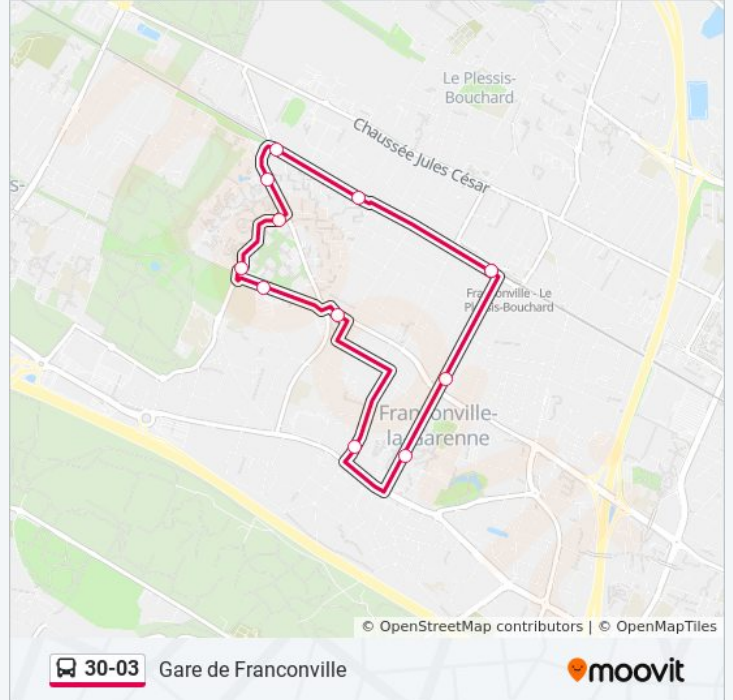 Le Plessis-
Bouchard
Chaussée Jules César
s-
Franconville - Le
Plessis-Bouchard
Franconville-
la-Garenne
© OpenStreetMap contributors | © OpenMapTiles
30-03 Gare de Franconville
moovit